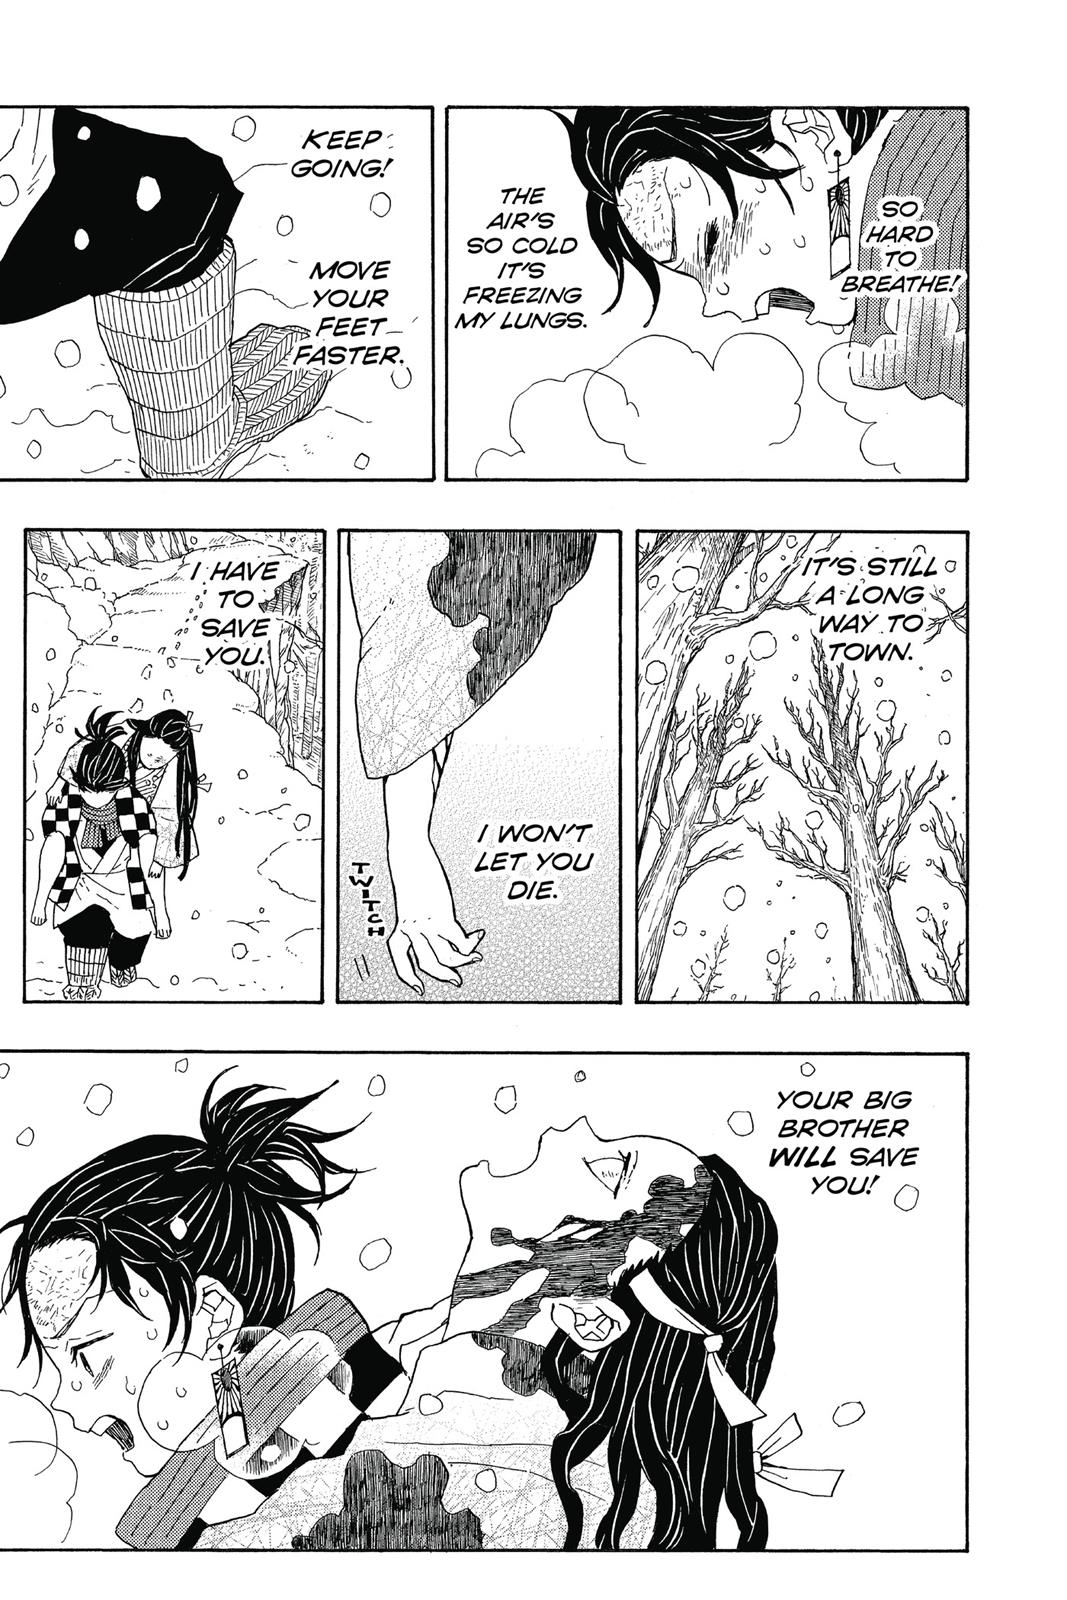 SO
HARD
TO
BREATHE!
THE
AIR'S
SO COLD
IT'S
FREEZING
MY LUNGS.
KEEP
GOING!
MOVE
YOUR
FEET
FASTER.
IT'S STILL
A LONG
WAY TO
TOWN.
I WON'T
LET YOU
DIE.
TWITCH
I HAVE
TO
SAVE
YOU.
YOUR BIG
BROTHER
WILL SAVE
YOU!